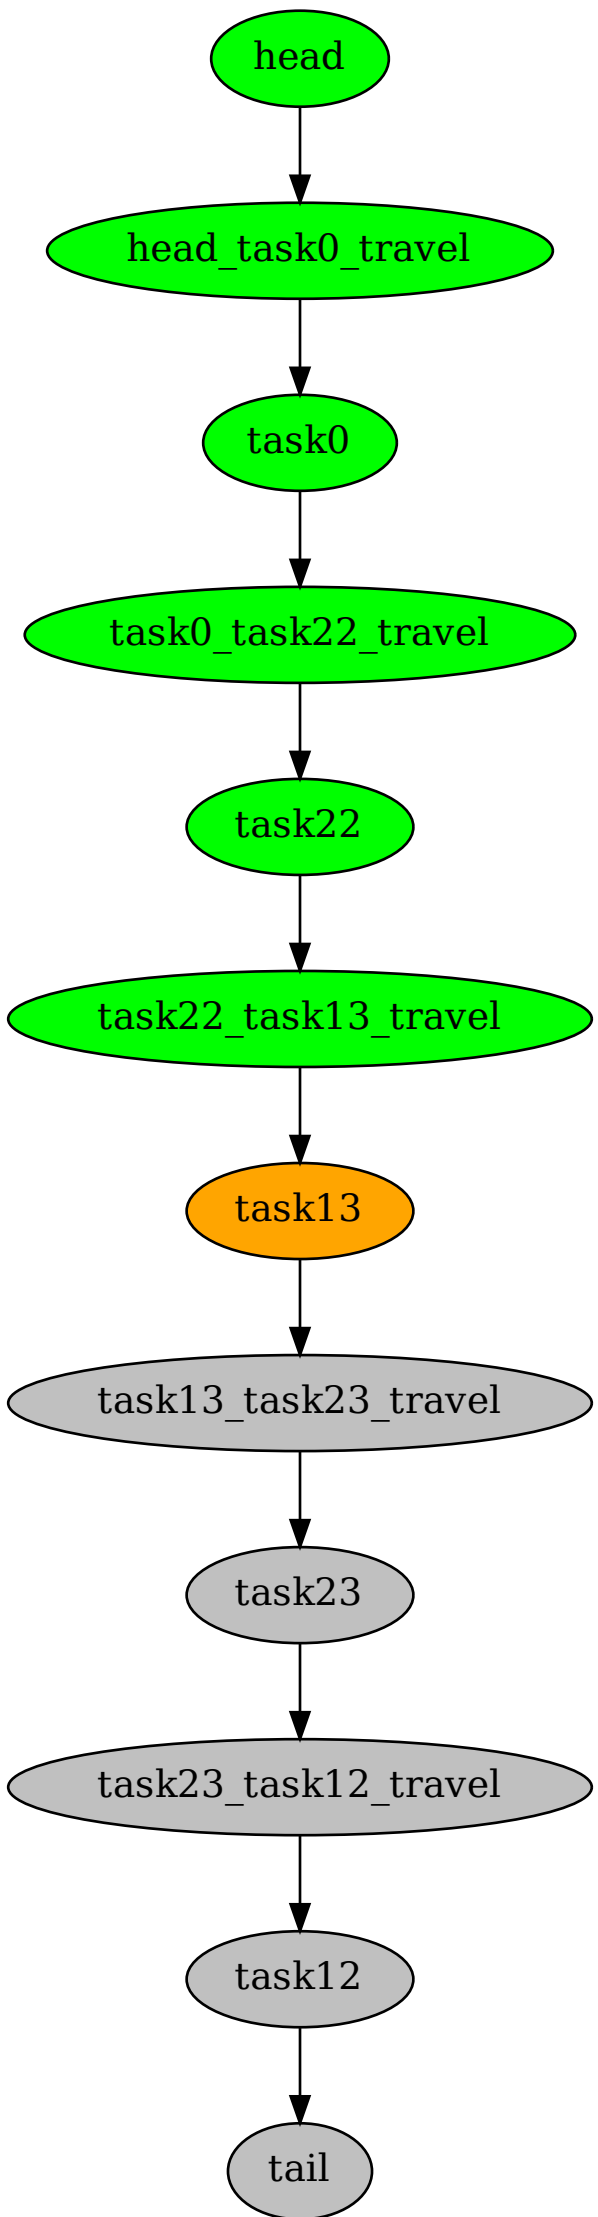 head
head_task0_travel
task0
task0_task22_travel
task22
task22_task13_travel
task13
task13_task23_travel
task23
task23_task12_travel
task12
tail